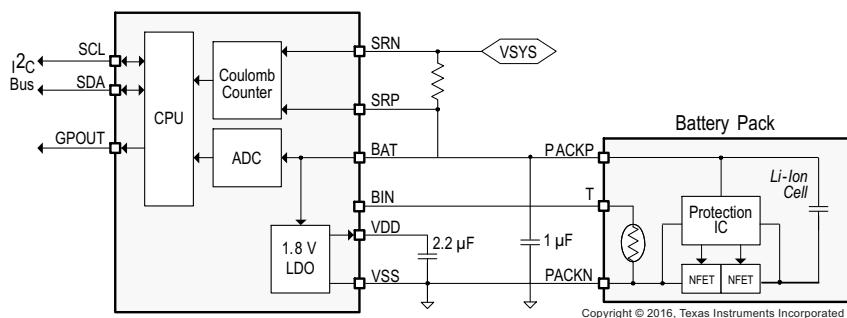 SCL
I2C
Bus
SDA
GPOUT
CPU
Coulomb
Counter
ADC
1.8 V
LDO
SRN
SRP
BAT
BIN
VDD
VSS
VSYS
2.2 µF
1 µF
Battery Pack
PACKP
T
PACKN
Protection
IC
NFET
NFET
Li-Ion
Cell
Copyright © 2016, Texas Instruments Incorporated